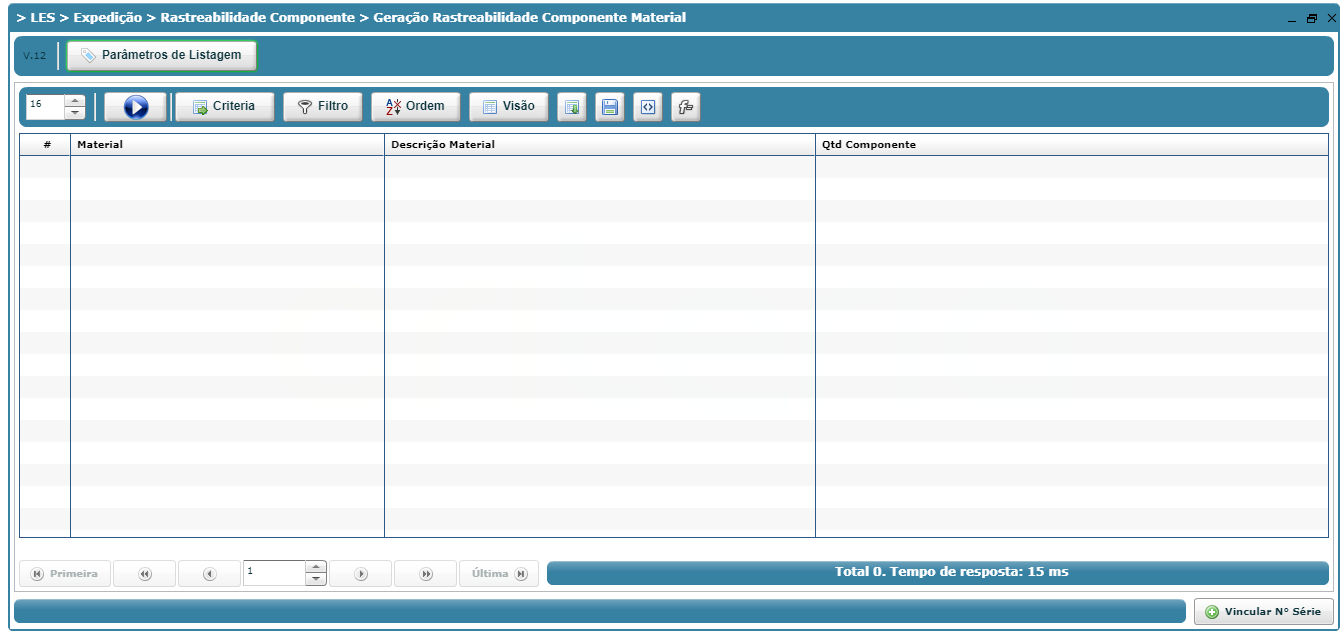 > LES > Expedição > Rastreabilidade Componente > Geração Rastreabilidade Componente Material
V.12 Parâmetros de Listagem
16 Criteria Filtro Ordem Visão
# Material Descrição Material Qtd Componente
Primeira 1 Última Total 0. Tempo de resposta: 15 ms
Vincular Nº Série